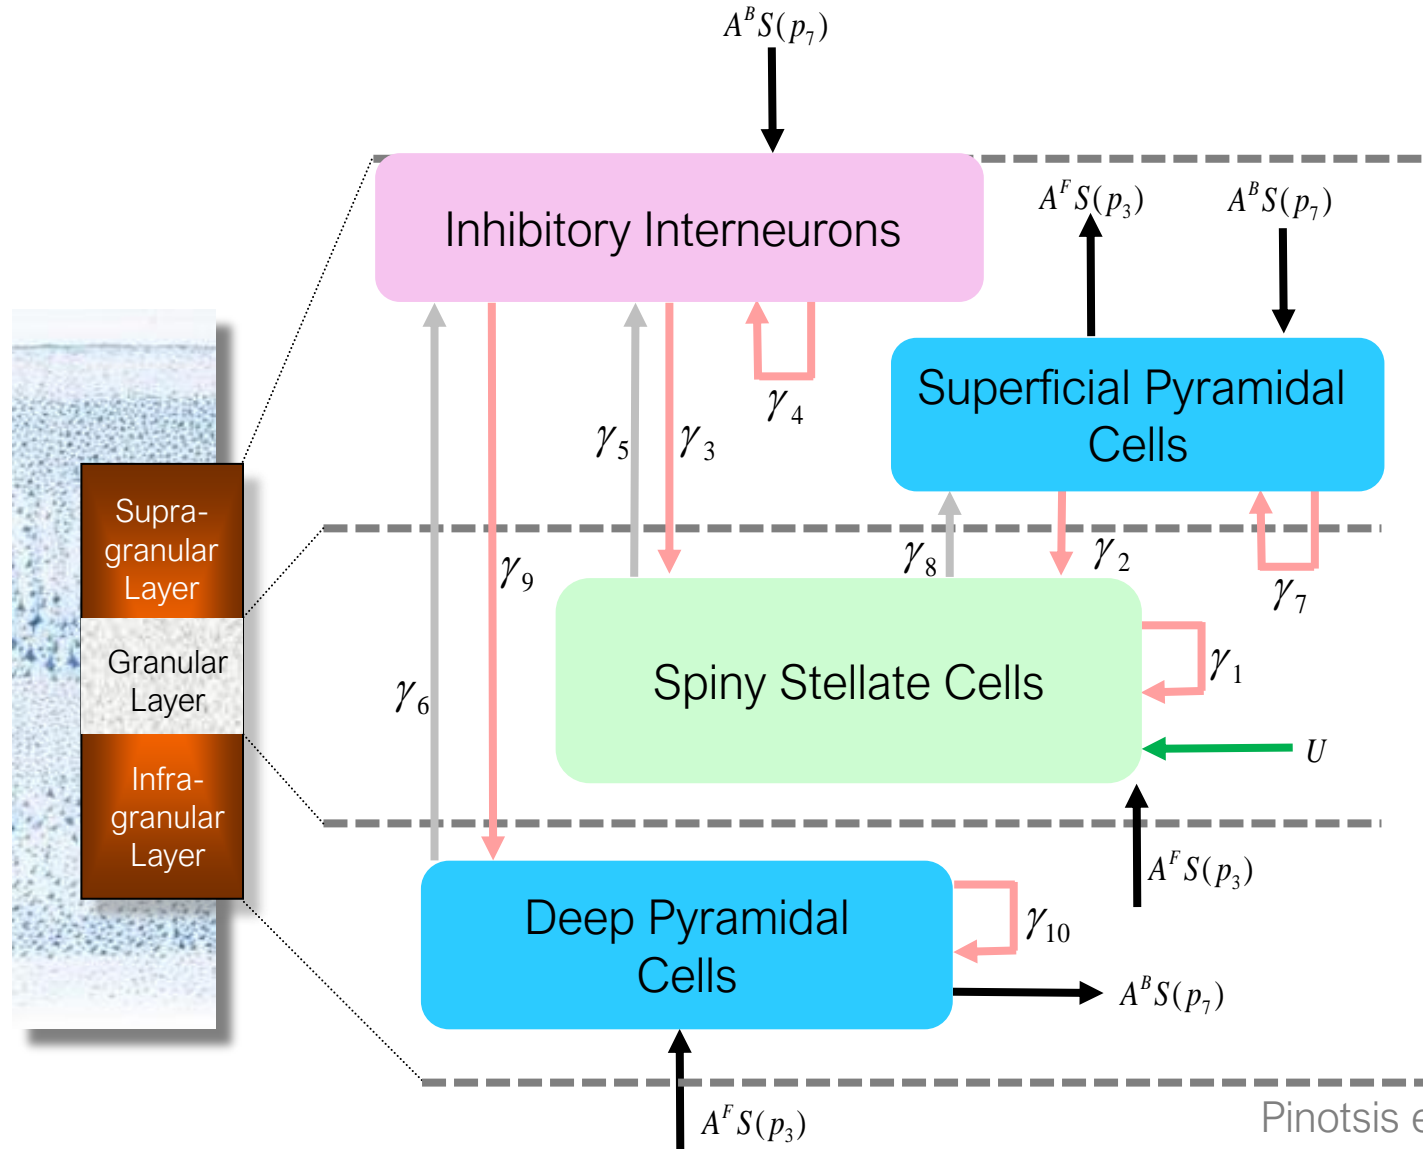 A^B S(p_7)
A^F S(p_3)
A^B S(p_7)
Inhibitory Interneurons
Superficial Pyramidal
Cells
γ_4
γ_5
γ_3
γ_8
γ_2
γ_9
γ_7
Supra-
granular
Layer
Granular
Layer
Infra-
granular
Layer
γ_6
Spiny Stellate Cells
γ_1
U
A^F S(p_3)
Deep Pyramidal
Cells
γ_10
A^B S(p_7)
A^F S(p_3)
Pinotsis e